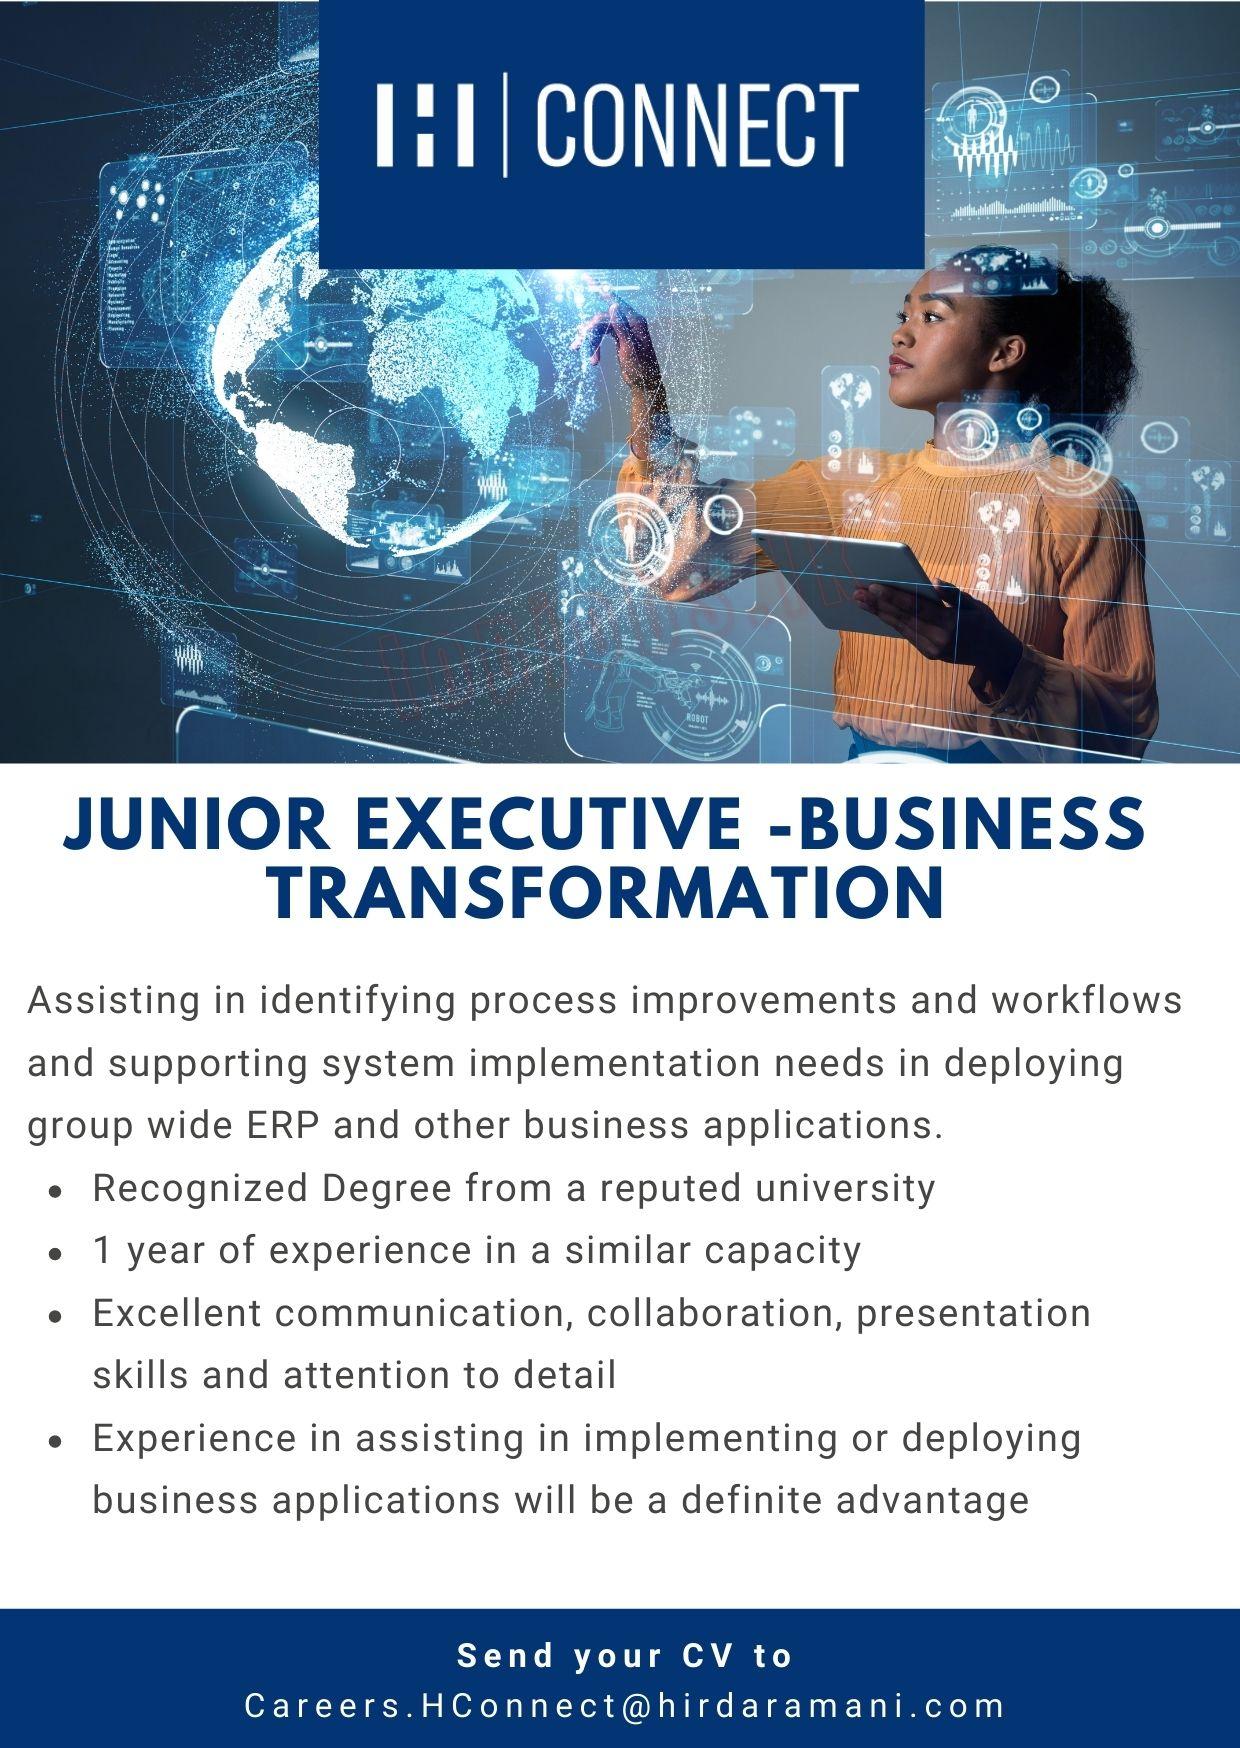 CONNECT
ROBOT
JUNIOR EXECUTIVE -BUSINESS
TRANSFORMATION
Assisting in identifying process improvements and workflows
and supporting system implementation needs in deploying
group wide ERP and other business applications.
• Recognized Degree from a reputed university
• 1 year of experience in a similar capacity
• Excellent communication, collaboration, presentation
skills and attention to detail
• Experience in assisting in implementing or deploying
business applications will be a definite advantage
Send your CV to
Careers.HConnect@hirdaramani.com